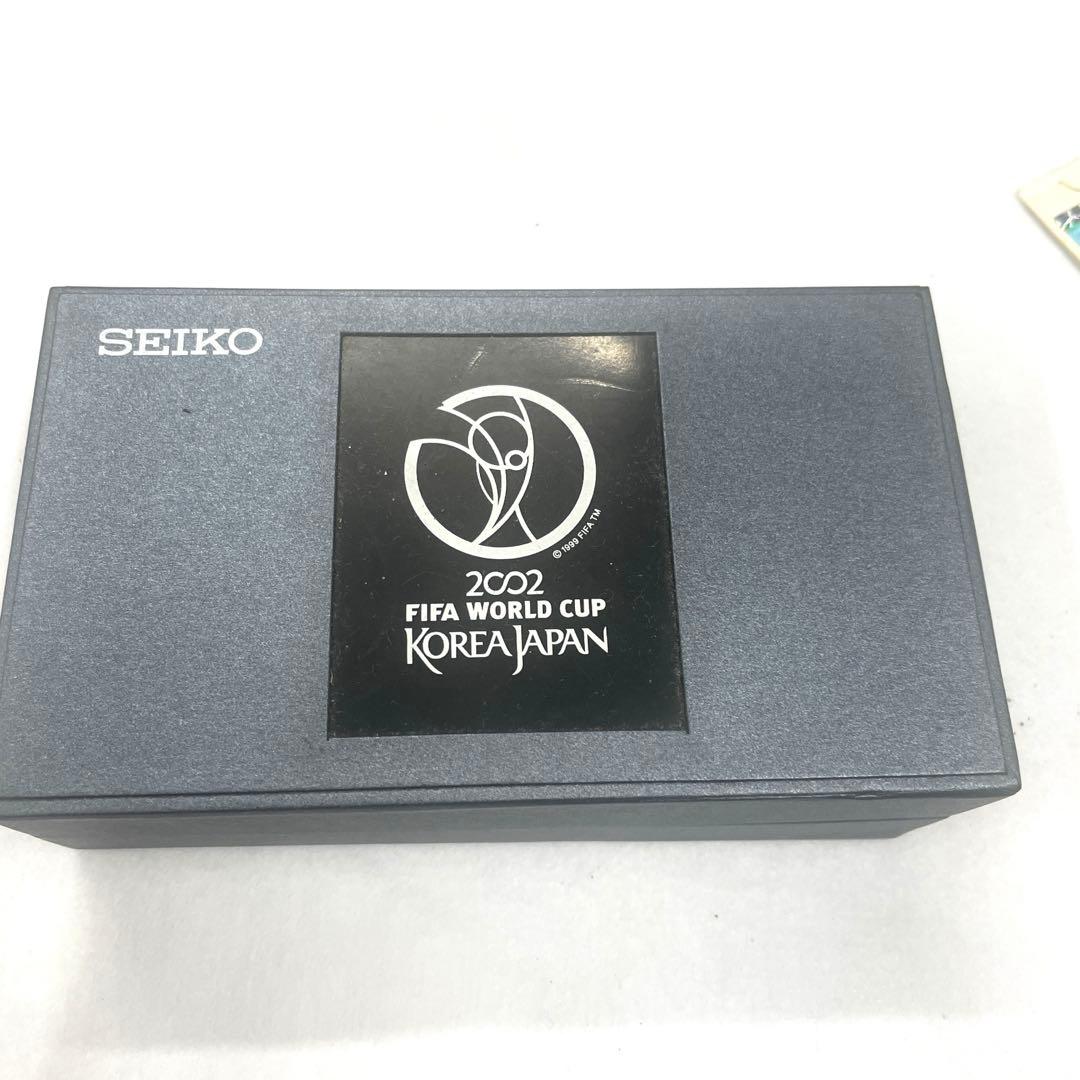 SEIKO
© 1999 FIFA TM
2002
FIFA WORLD CUP
KOREA JAPAN